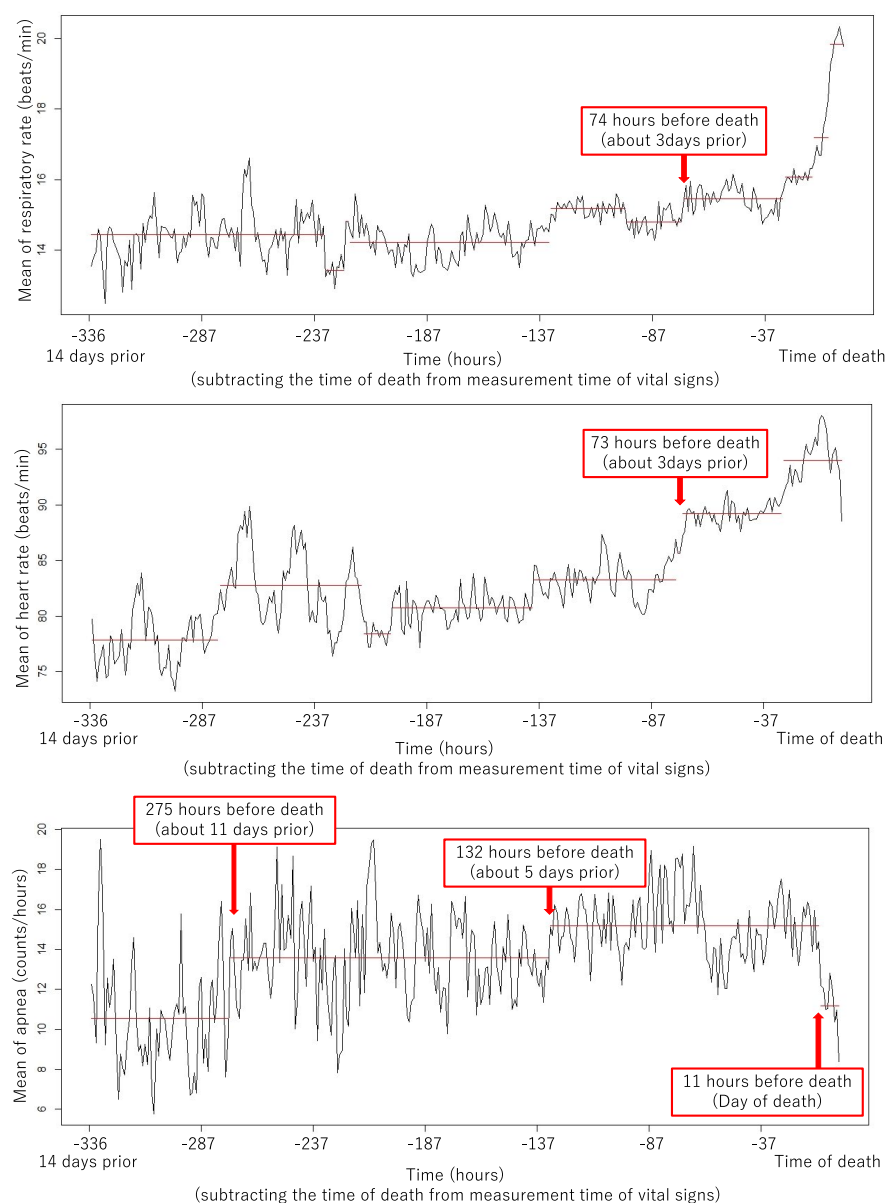 Mean of respiratory rate (beats/min)
20
18
16
14
74 hours before death
(about 3days prior)
-336
-287
-237
-187
-137
-87
-37
14 days prior
Time (hours)
Time of death
(subtracting the time of death from measurement time of vital signs)
Mean of heart rate (beats/min)
95
90
85
80
75
73 hours before death
(about 3days prior)
-336
-287
-237
-187
-137
-87
-37
14 days prior
Time (hours)
Time of death
(subtracting the time of death from measurement time of vital signs)
Mean of apnea (counts/hours)
20
18
16
14
12
10
8
6
275 hours before death
(about 11 days prior)
132 hours before death
(about 5 days prior)
11 hours before death
(Day of death)
-336
-287
-237
-187
-137
-87
-37
14 days prior
Time (hours)
Time of death
(subtracting the time of death from measurement time of vital signs)